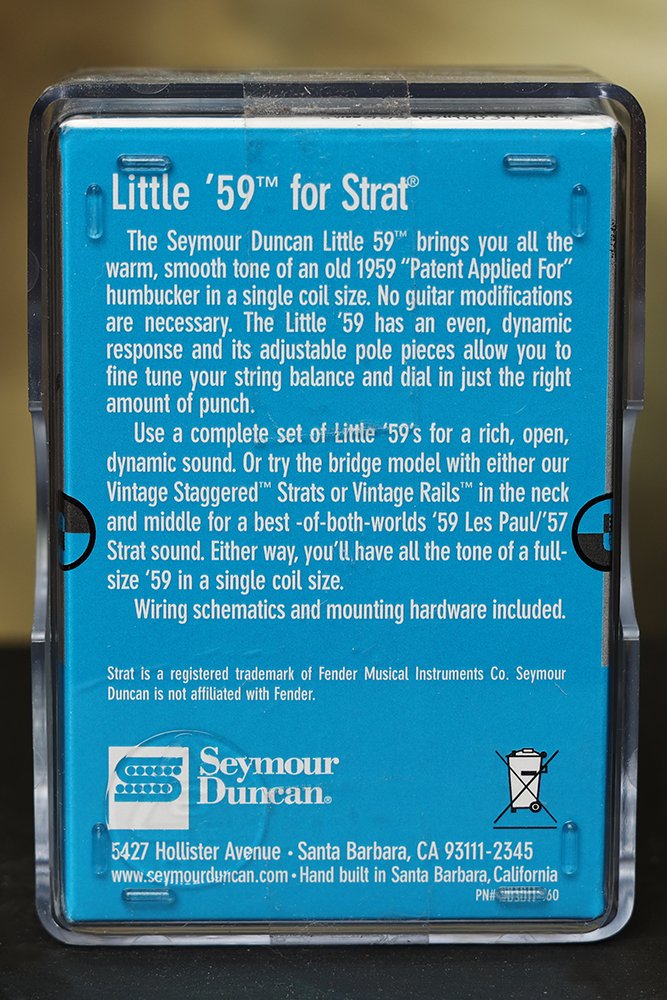 Little '59™ for Strat®
The Seymour Duncan Little 59™ brings you all the
warm, smooth tone of an old 1959 "Patent Applied For"
humbucker in a single coil size. No guitar modifications
are necessary. The Little '59 has an even, dynamic
response and its adjustable pole pieces allow you to
fine tune your string balance and dial in just the right
amount of punch.
Use a complete set of Little '59's for a rich, open,
dynamic sound. Or try the bridge model with either our
Vintage Staggered™ Strats or Vintage Rails™ in the neck
and middle for a best -of-both-worlds '59 Les Paul/'57
Strat sound. Either way, you'll have all the tone of a full-
size '59 in a single coil size.
Wiring schematics and mounting hardware included.
Strat is a registered trademark of Fender Musical Instruments Co. Seymour
Duncan is not affiliated with Fender.
Seymour
Duncan®
5427 Hollister Avenue • Santa Barbara, CA 93111-2345
www.seymourduncan.com • Hand built in Santa Barbara, California
PN#